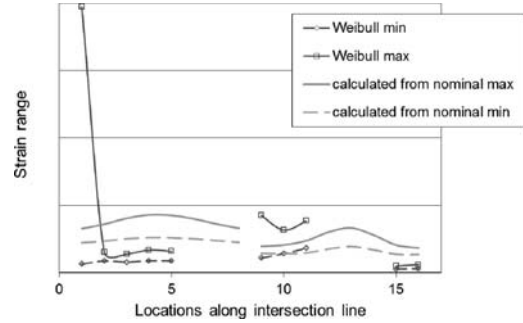 Weibull min
Weibull max
calculated from nominal max
calculated from nominal min
Strain range
0 5 10 15
Locations along intersection line